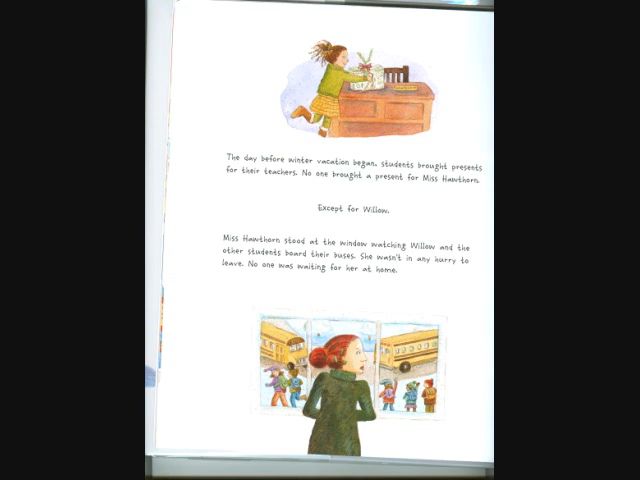 The day before winter vacation began, students brought presents
for their teachers. No one brought a present for Miss Hawthorn.
Except for Willow.
Miss Hawthorn stood at the window watching Willow and the
other students board their buses. She wasn't in any hurry to
leave. No one was waiting for her at home.